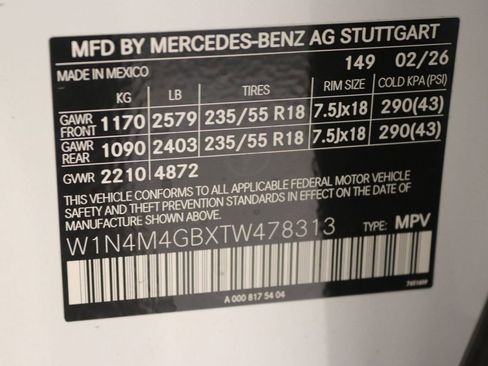 MFD BY MERCEDES-BENZ AG STUTTGART
MADE IN MEXICO 149 02/26
KG LB TIRES RIM SIZE COLD KPA (PSI)
GAWR FRONT 1170 2579 235/55 R18 7.5Jx18 290(43)
GAWR REAR 1090 2403 235/55 R18 7.5Jx18 290(43)
GVWR 2210 4872
THIS VEHICLE CONFORMS TO ALL APPLICABLE FEDERAL MOTOR VEHICLE
SAFETY AND THEFT PREVENTION STANDARDS IN EFFECT ON THE DATE OF
MANUFACTURE SHOWN ABOVE.
W1N4M4GBXTW478313 TYPE: MPV
A 000 817 54 04